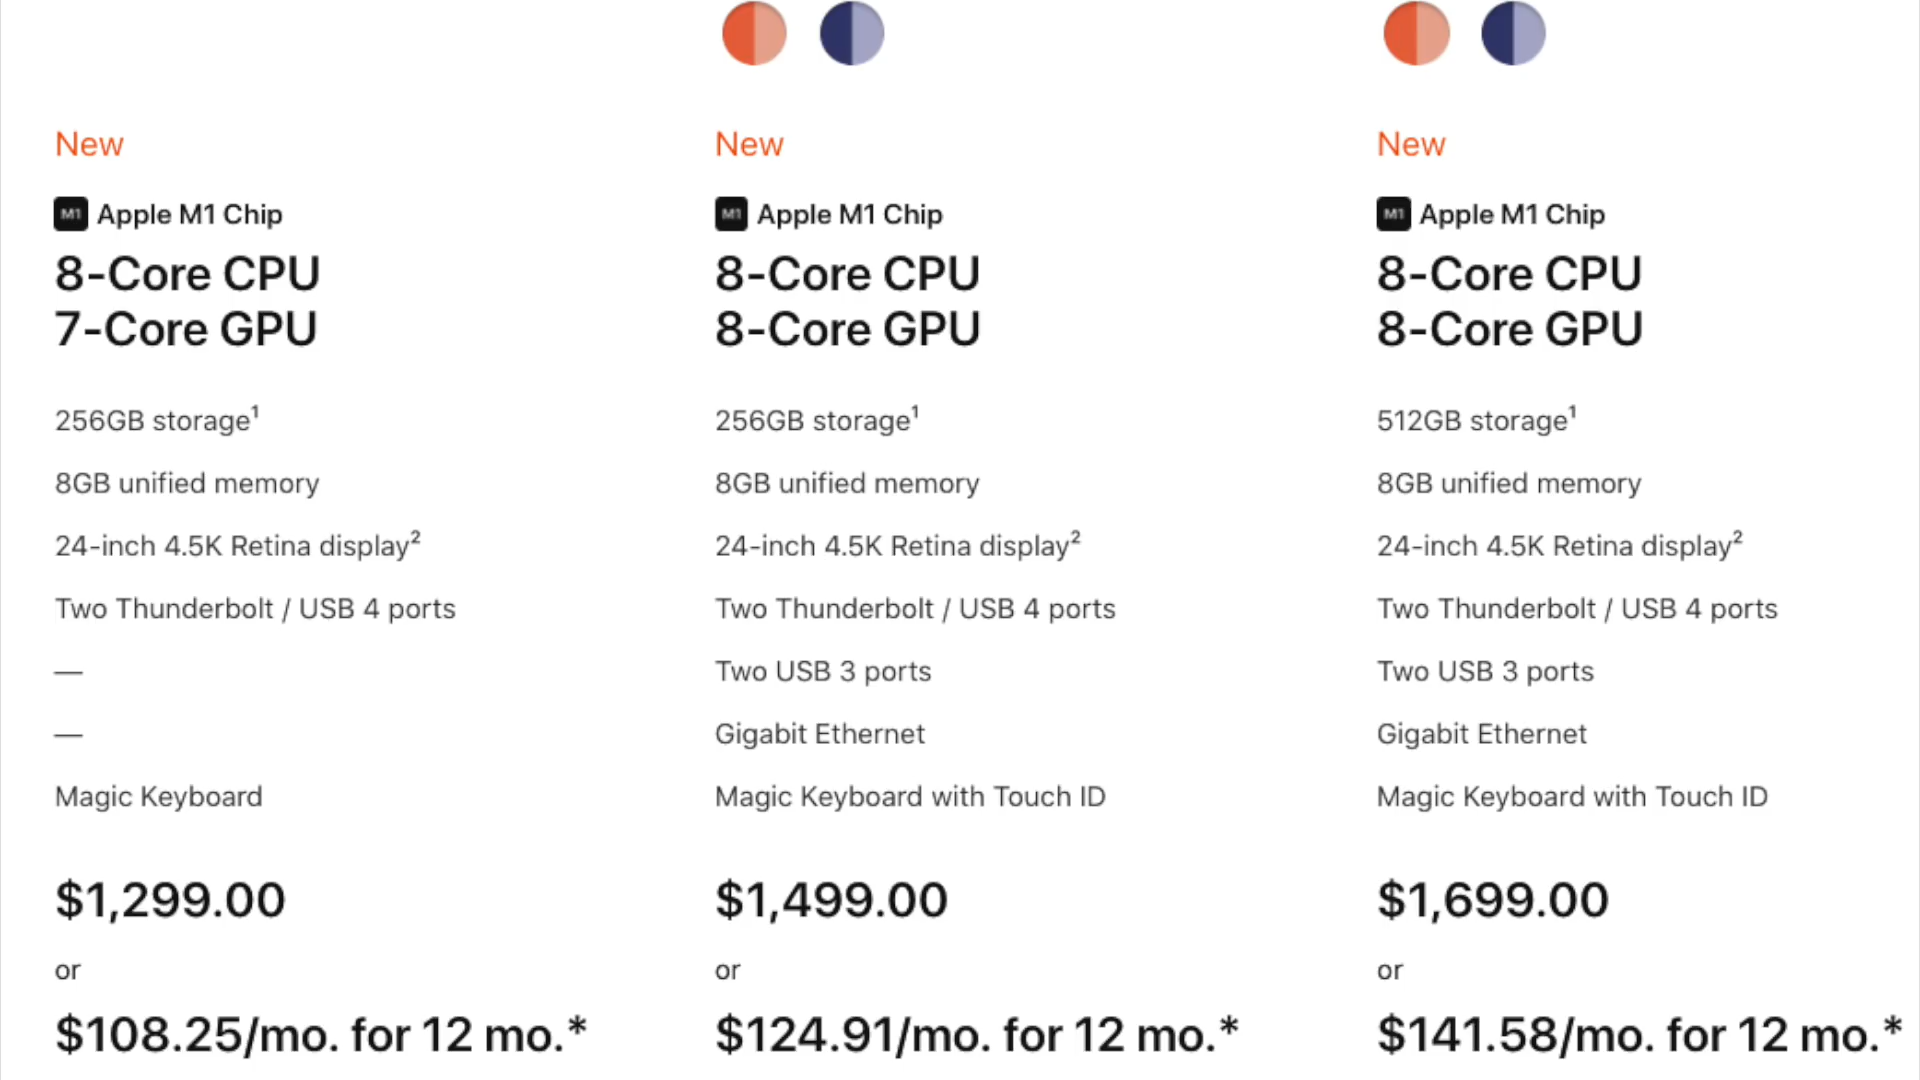 New
M1 Apple M1 Chip
8-Core CPU
7-Core GPU
256GB storage¹
8GB unified memory
24-inch 4.5K Retina display²
Two Thunderbolt / USB 4 ports
—
—
Magic Keyboard
$1,299.00
or
$108.25/mo. for 12 mo.*
New
M1 Apple M1 Chip
8-Core CPU
8-Core GPU
256GB storage¹
8GB unified memory
24-inch 4.5K Retina display²
Two Thunderbolt / USB 4 ports
Two USB 3 ports
Gigabit Ethernet
Magic Keyboard with Touch ID
$1,499.00
or
$124.91/mo. for 12 mo.*
New
M1 Apple M1 Chip
8-Core CPU
8-Core GPU
512GB storage¹
8GB unified memory
24-inch 4.5K Retina display²
Two Thunderbolt / USB 4 ports
Two USB 3 ports
Gigabit Ethernet
Magic Keyboard with Touch ID
$1,699.00
or
$141.58/mo. for 12 mo.*